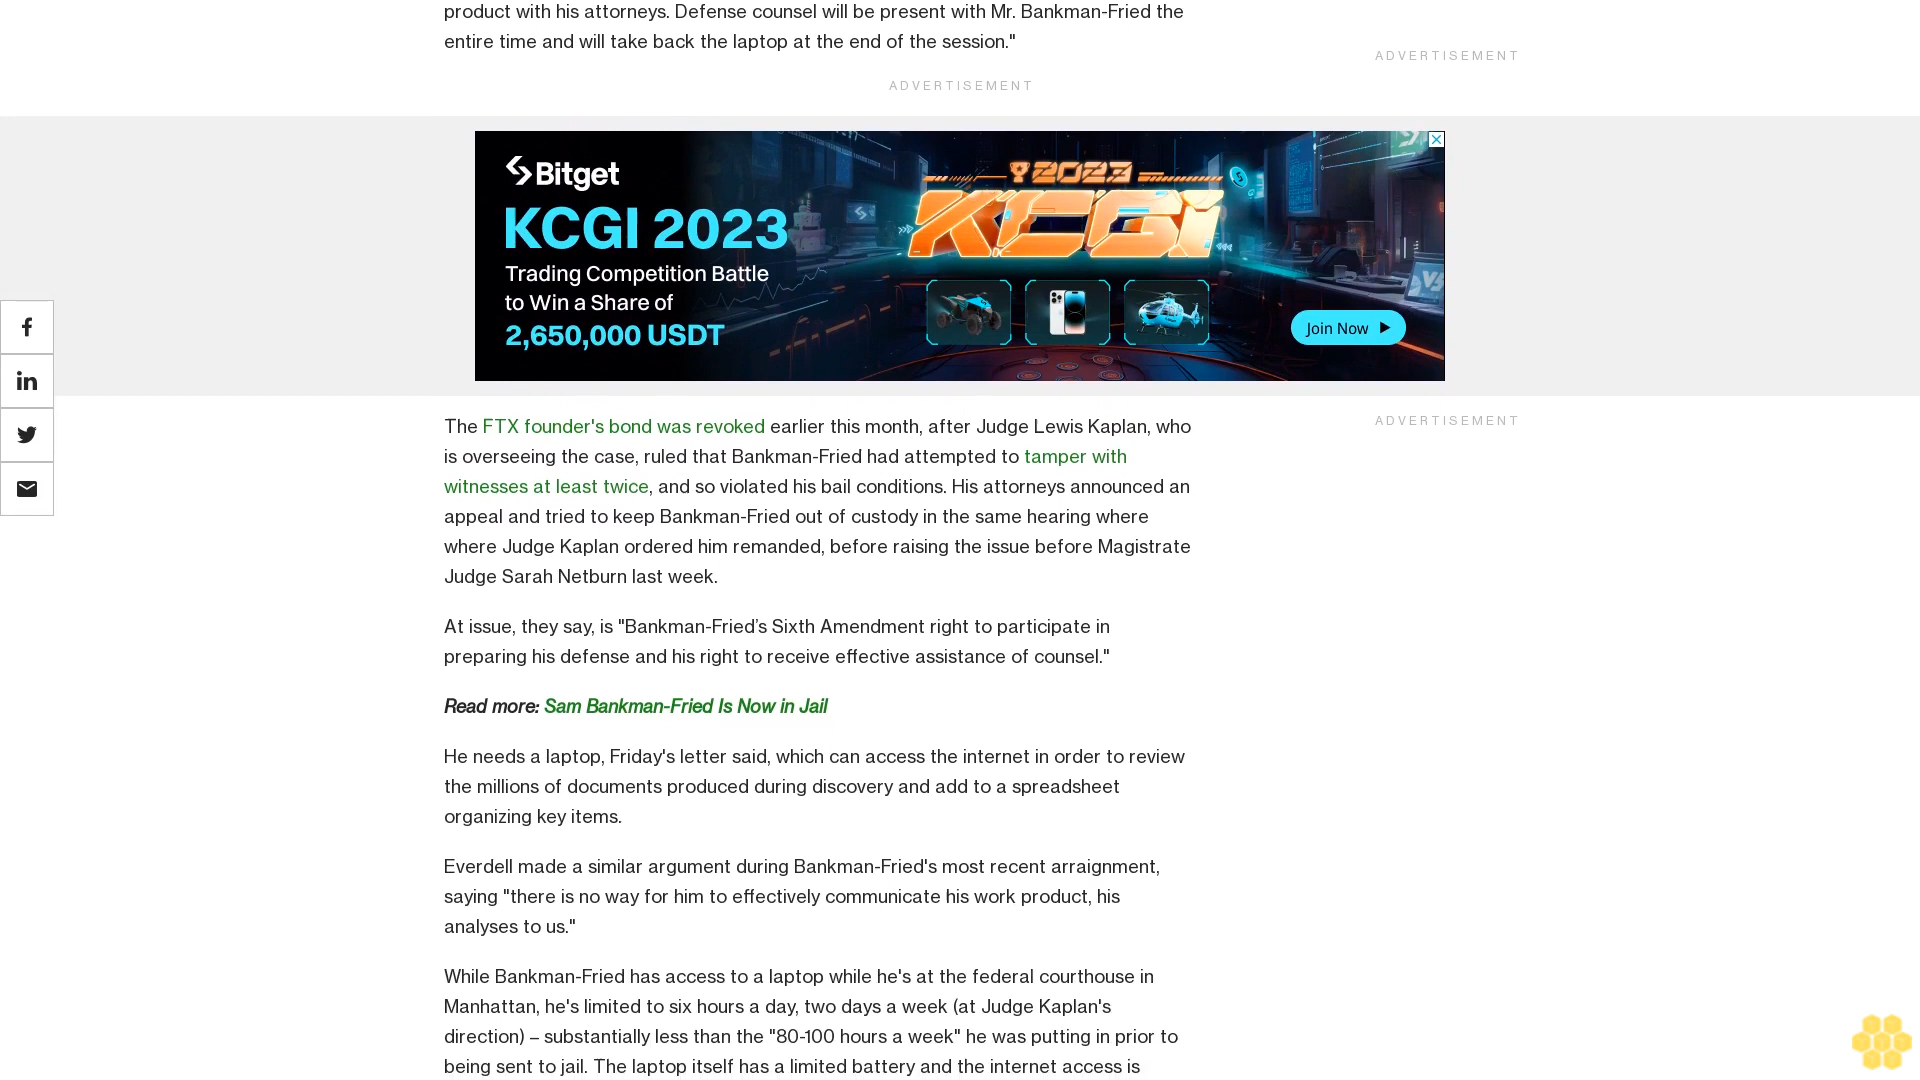 product with his attorneys. Defense counsel will be present with Mr. Bankman-Fried the
entire time and will take back the laptop at the end of the session."
ADVERTISEMENT
ADVERTISEMENT
Bitget
KCGI 2023
Trading Competition Battle
to Win a Share of
2,650,000 USDT
2023
KCGI
VS
Join Now
The FTX founder's bond was revoked earlier this month, after Judge Lewis Kaplan, who
is overseeing the case, ruled that Bankman-Fried had attempted to tamper with
witnesses at least twice, and so violated his bail conditions. His attorneys announced an
appeal and tried to keep Bankman-Fried out of custody in the same hearing where
where Judge Kaplan ordered him remanded, before raising the issue before Magistrate
Judge Sarah Netburn last week.
ADVERTISEMENT
At issue, they say, is "Bankman-Fried’s Sixth Amendment right to participate in
preparing his defense and his right to receive effective assistance of counsel."
Read more: Sam Bankman-Fried Is Now in Jail
He needs a laptop, Friday's letter said, which can access the internet in order to review
the millions of documents produced during discovery and add to a spreadsheet
organizing key items.
Everdell made a similar argument during Bankman-Fried's most recent arraignment,
saying "there is no way for him to effectively communicate his work product, his
analyses to us."
While Bankman-Fried has access to a laptop while he's at the federal courthouse in
Manhattan, he's limited to six hours a day, two days a week (at Judge Kaplan's
direction) – substantially less than the "80-100 hours a week" he was putting in prior to
being sent to jail. The laptop itself has a limited battery and the internet access is